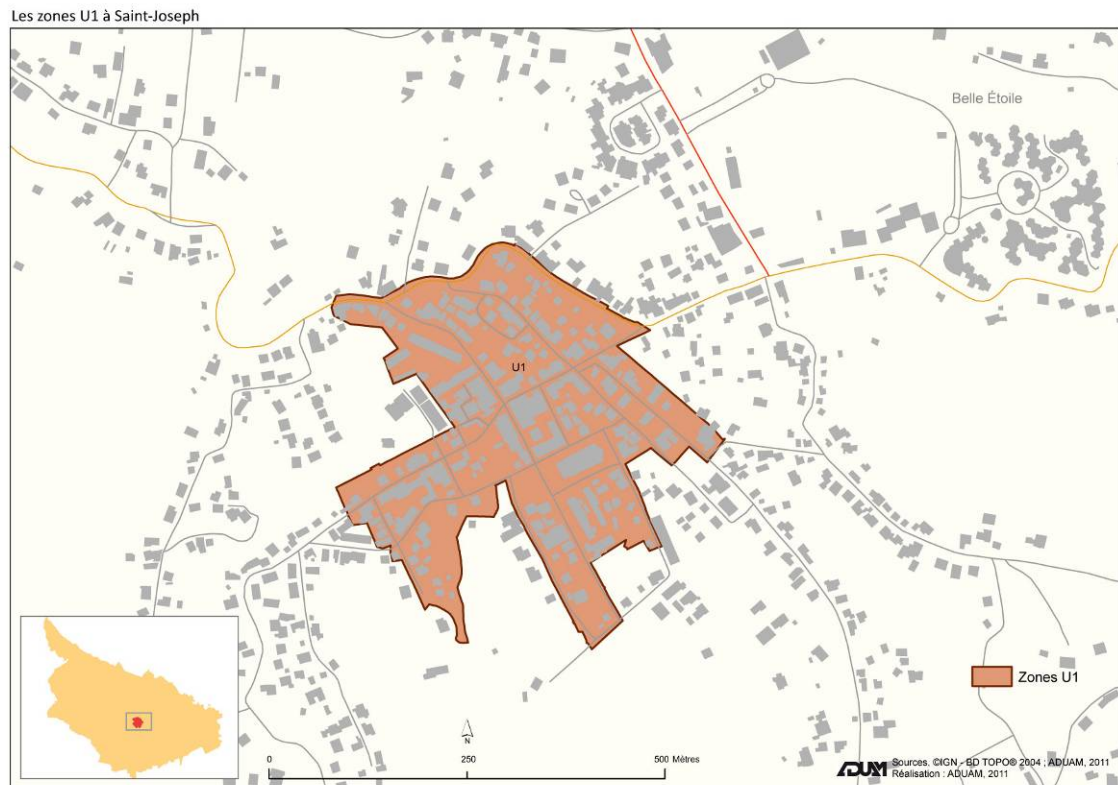 Les zones U1 à Saint-Joseph
Belle Étoile
U1
Zones U1
N
0
250
500 Mètres
ADUAM
Sources, ©IGN - BD TOPO® 2004 ; ADUAM, 2011
Réalisation : ADUAM, 2011